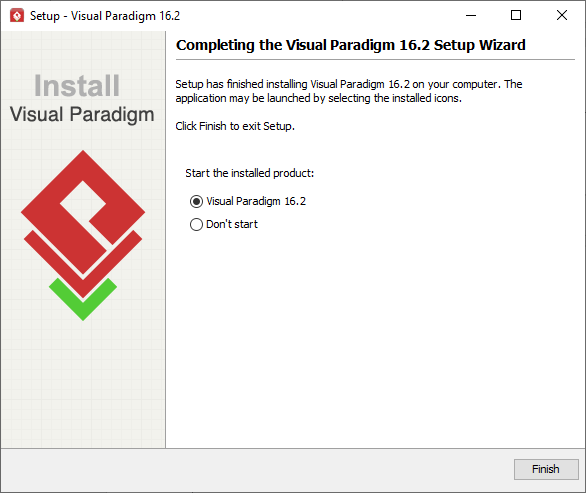 Setup - Visual Paradigm 16.2
Install
Visual Paradigm
Completing the Visual Paradigm 16.2 Setup Wizard
Setup has finished installing Visual Paradigm 16.2 on your computer. The
application may be launched by selecting the installed icons.
Click Finish to exit Setup.
Start the installed product:
Visual Paradigm 16.2
Don't start
Finish